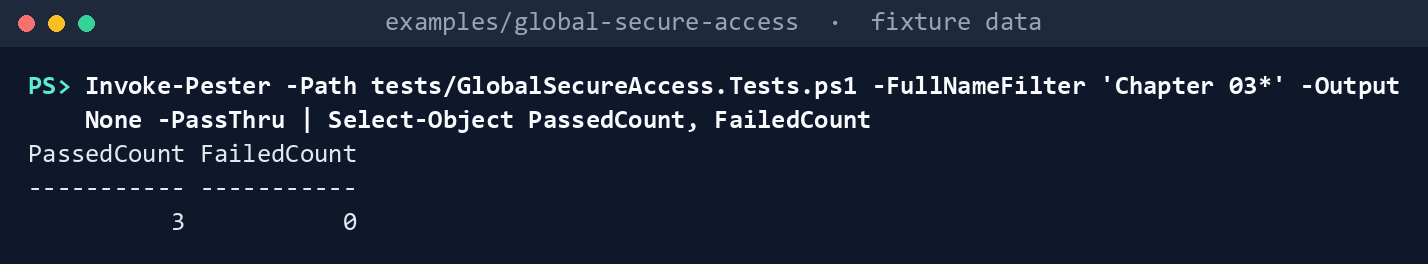 examples/global-secure-access · fixture data
PS> Invoke-Pester -Path tests/GlobalSecureAccess.Tests.ps1 -FullNameFilter 'Chapter 03*' -Output
None -PassThru | Select-Object PassedCount, FailedCount
PassedCount FailedCount
----------- -----------
3 0